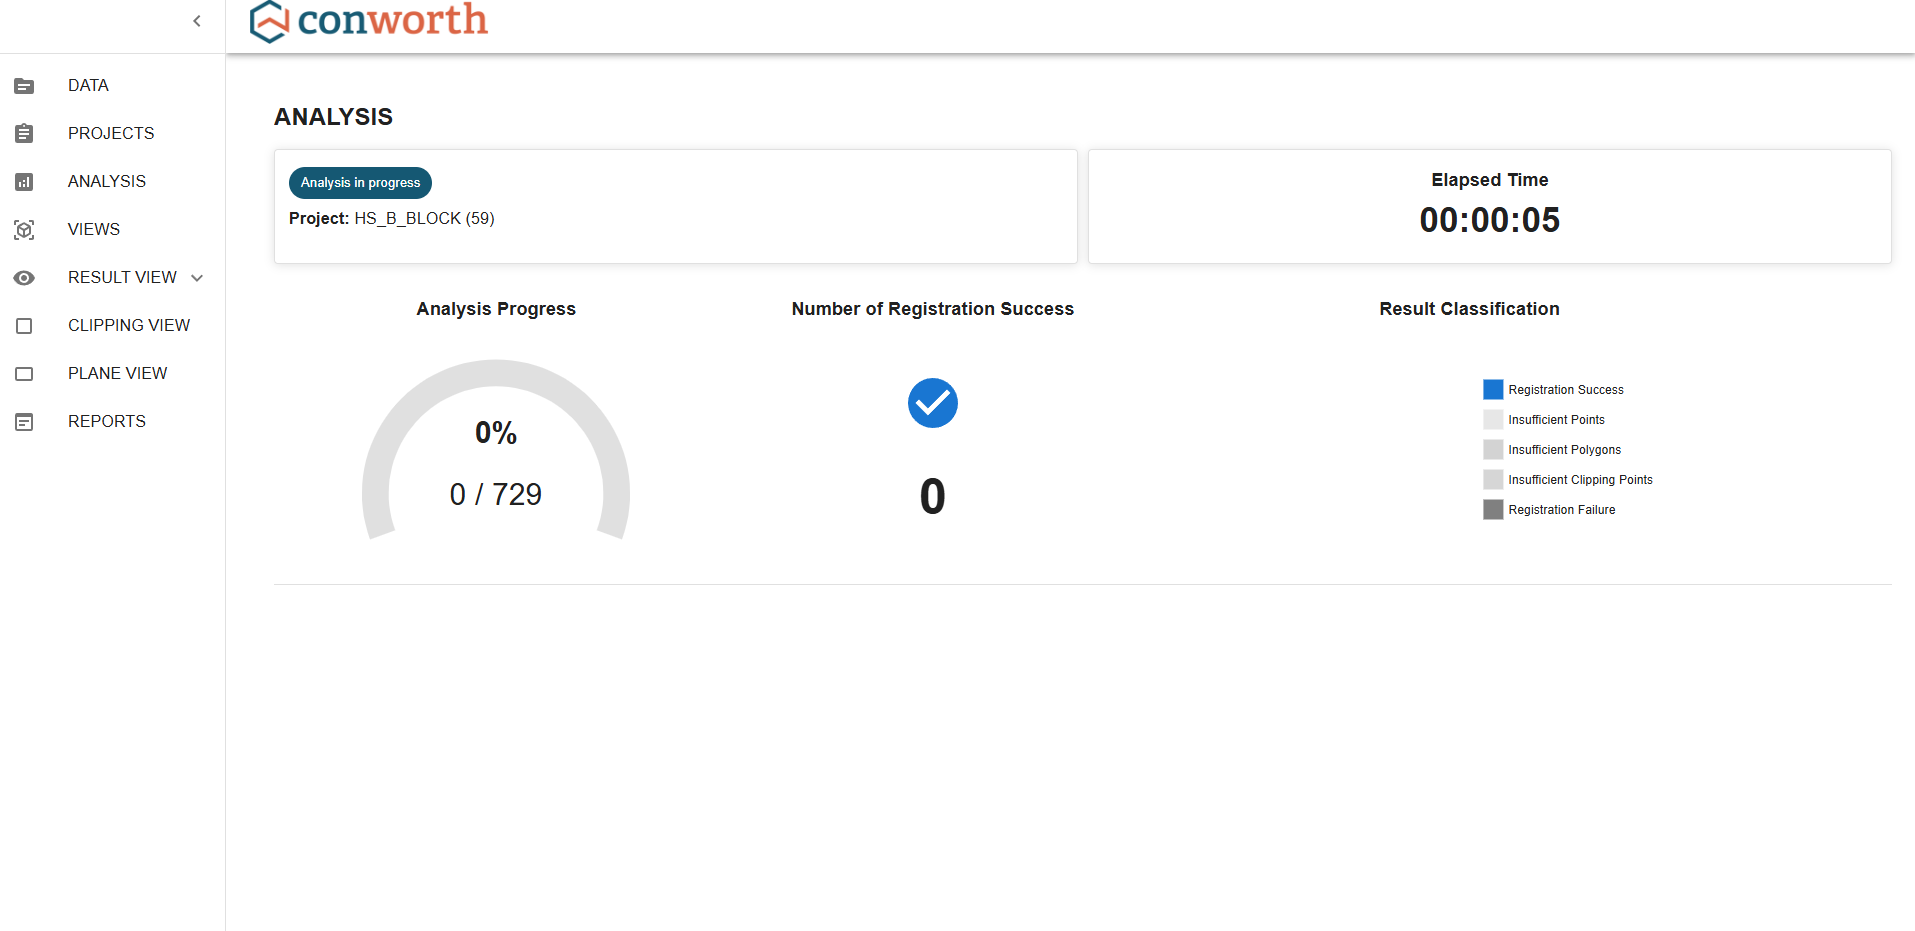 conworth
DATA
PROJECTS
ANALYSIS
VIEWS
RESULT VIEW
CLIPPING VIEW
PLANE VIEW
REPORTS
ANALYSIS
Analysis in progress
Project: HS_B_BLOCK (59)
Elapsed Time
00:00:05
Analysis Progress
0%
0 / 729
Number of Registration Success
0
Result Classification
Registration Success
Insufficient Points
Insufficient Polygons
Insufficient Clipping Points
Registration Failure